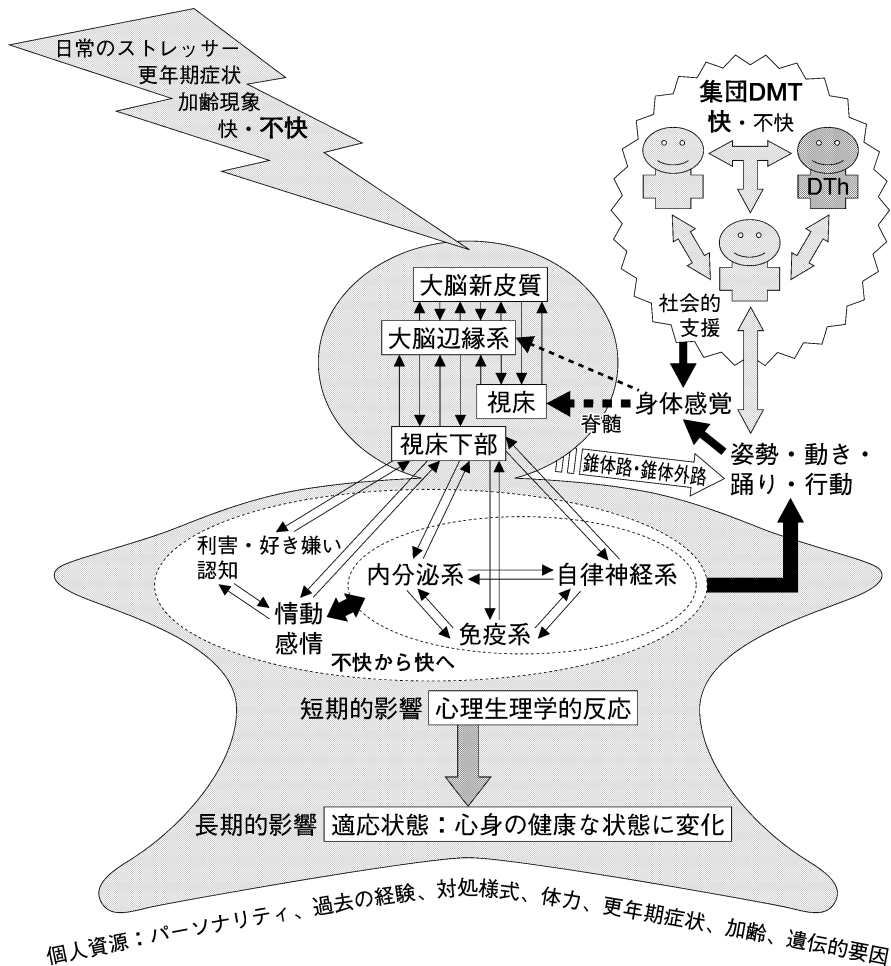 日常のストレッサー
更年期症状
加齢現象
快・不快
集団DMT
快・不快
DTh
社会的
支援
大脳新皮質
大脳辺縁系
視床
視床下部
身体感覚
脊髄
錐体路・錐体外路
姿勢・動き・
踊り・行動
利害・好き嫌い
認知
情動
感情
内分泌系
自律神経系
免疫系
不快から快へ
短期的影響 心理生理学的反応
長期的影響 適応状態：心身の健康な状態に変化
個人資源：パーソナリティ、過去の経験、対処様式、体力、更年期症状、加齢、遺伝的要因